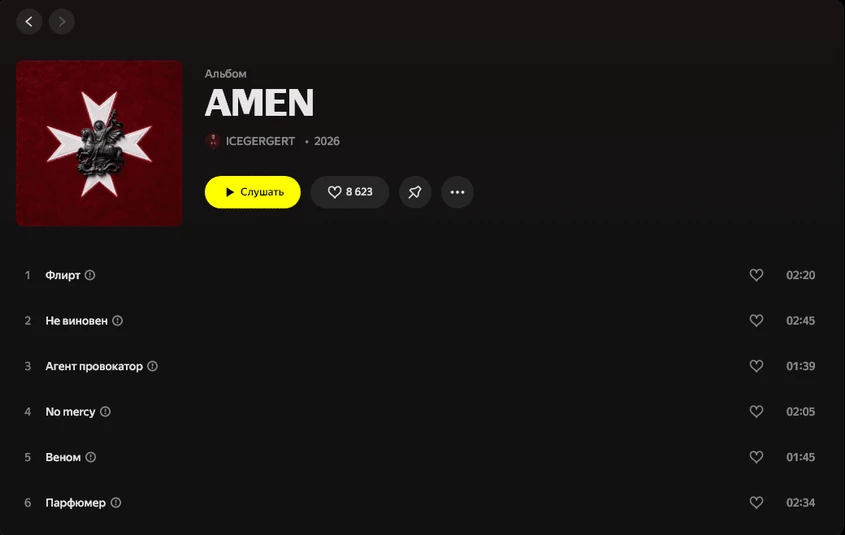 Альбом
AMEN
ICEGERGERT • 2026
Слушать 8 623
1 Флирт 02:20
2 Не виновен 02:45
3 Агент провокатор 01:39
4 No mercy 02:05
5 Веном 01:45
6 Парфюмер 02:34